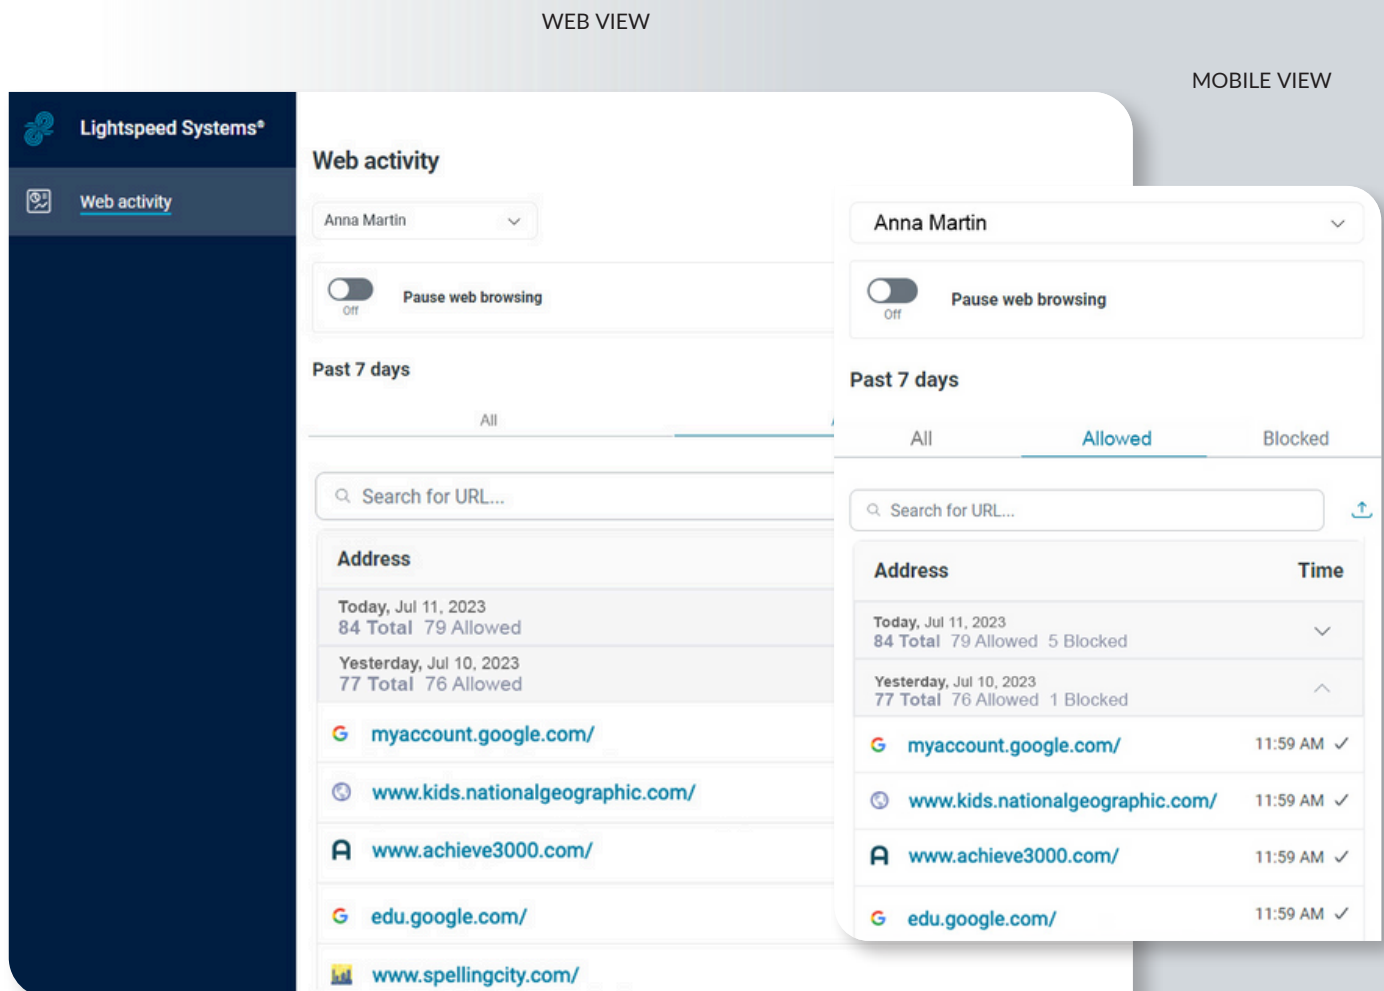 WEB VIEW
MOBILE VIEW
Lightspeed Systems®
Web activity
Web activity
Anna Martin
Off
Pause web browsing
Past 7 days
All
Search for URL...
Address
Today, Jul 11, 2023
84 Total 79 Allowed
Yesterday, Jul 10, 2023
77 Total 76 Allowed
myaccount.google.com/
www.kids.nationalgeographic.com/
www.achieve3000.com/
edu.google.com/
www.spellingcity.com/
Anna Martin
Off
Pause web browsing
Past 7 days
All Allowed Blocked
Search for URL...
Address Time
Today, Jul 11, 2023
84 Total 79 Allowed 5 Blocked
Yesterday, Jul 10, 2023
77 Total 76 Allowed 1 Blocked
myaccount.google.com/ 11:59 AM
www.kids.nationalgeographic.com/ 11:59 AM
www.achieve3000.com/ 11:59 AM
edu.google.com/ 11:59 AM